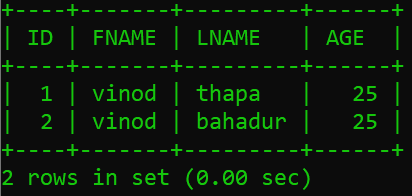 +----+-------+---------+------+
| ID | FNAME | LNAME   | AGE  |
+----+-------+---------+------+
|  1 | vinod | thapa   |   25 |
|  2 | vinod | bahadur |   25 |
+----+-------+---------+------+
2 rows in set (0.00 sec)